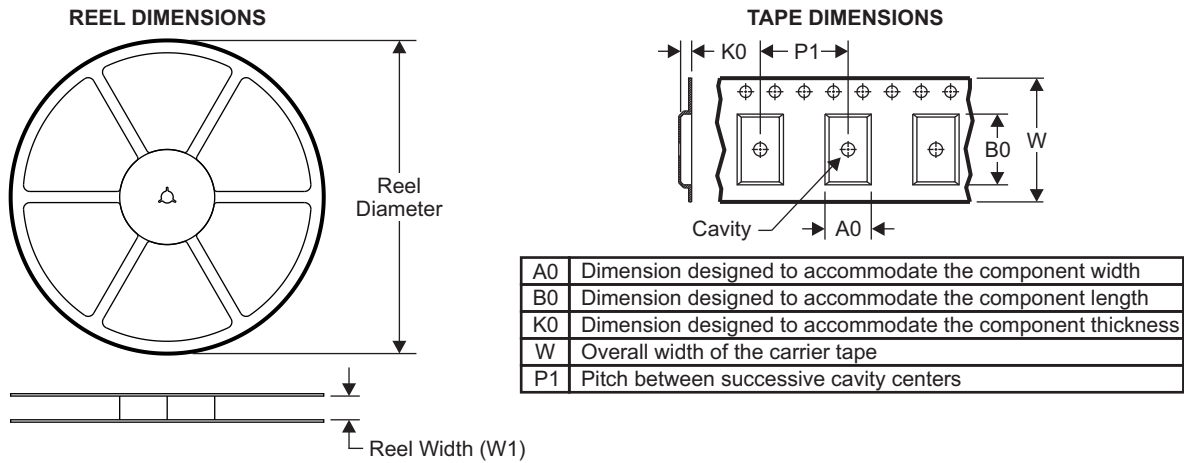 REEL DIMENSIONS
Reel
Diameter
Reel Width (W1)
TAPE DIMENSIONS
K0
P1
B0
W
Cavity
A0
A0 Dimension designed to accommodate the component width
B0 Dimension designed to accommodate the component length
K0 Dimension designed to accommodate the component thickness
W Overall width of the carrier tape
P1 Pitch between successive cavity centers